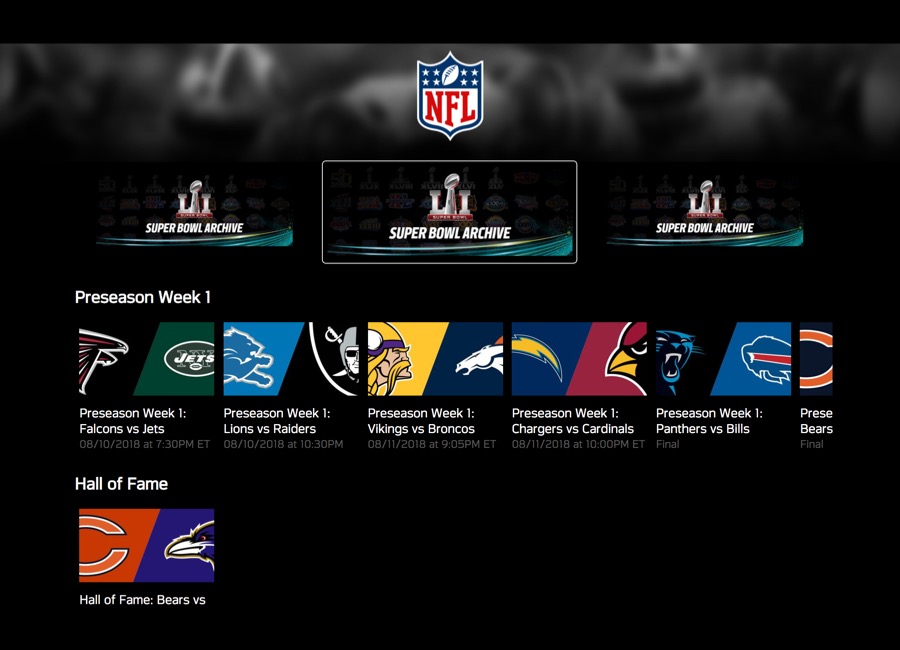 NFL
LI
SUPER BOWL
SUPER BOWL ARCHIVE
LI
SUPER BOWL
SUPER BOWL ARCHIVE
LI
SUPER BOWL
SUPER BOWL ARCHIVE
Preseason Week 1
JETS
Preseason Week 1:
Falcons vs Jets
08/10/2018 at 7:30PM ET
Preseason Week 1:
Lions vs Raiders
08/10/2018 at 10:30PM
Preseason Week 1:
Vikings vs Broncos
08/11/2018 at 9:05PM ET
Preseason Week 1:
Chargers vs Cardinals
08/11/2018 at 10:00PM ET
Preseason Week 1:
Panthers vs Bills
Final
Prese
Bears
Final
Hall of Fame
Hall of Fame: Bears vs